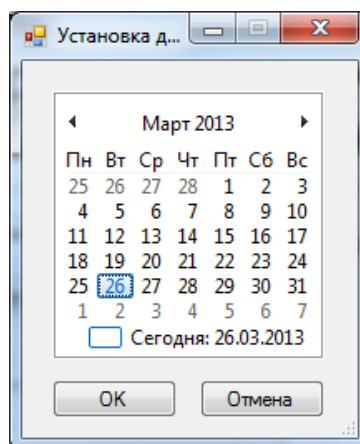 Установка д...
Март 2013
Пн Вт Ср Чт Пт Сб Вс
25 26 27 28 1 2 3
4 5 6 7 8 9 10
11 12 13 14 15 16 17
18 19 20 21 22 23 24
25 26 27 28 29 30 31
1 2 3 4 5 6 7
Сегодня: 26.03.2013
OK Отмена